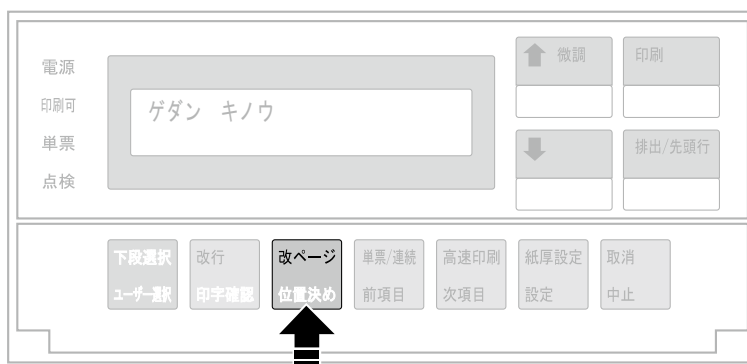 電源
印刷可
単票
点検
ゲダン キノウ
微調
印刷
排出/先頭行
下段選択
ユーザー選択
改行
印字確認
改ページ
位置決め
単票/連続
前項目
高速印刷
次項目
紙厚設定
設定
取消
中止